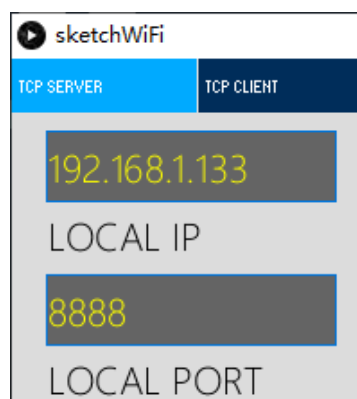 sketchWiFi
TCP SERVER TCP CLIENT
192.168.1.133
LOCAL IP
8888
LOCAL PORT